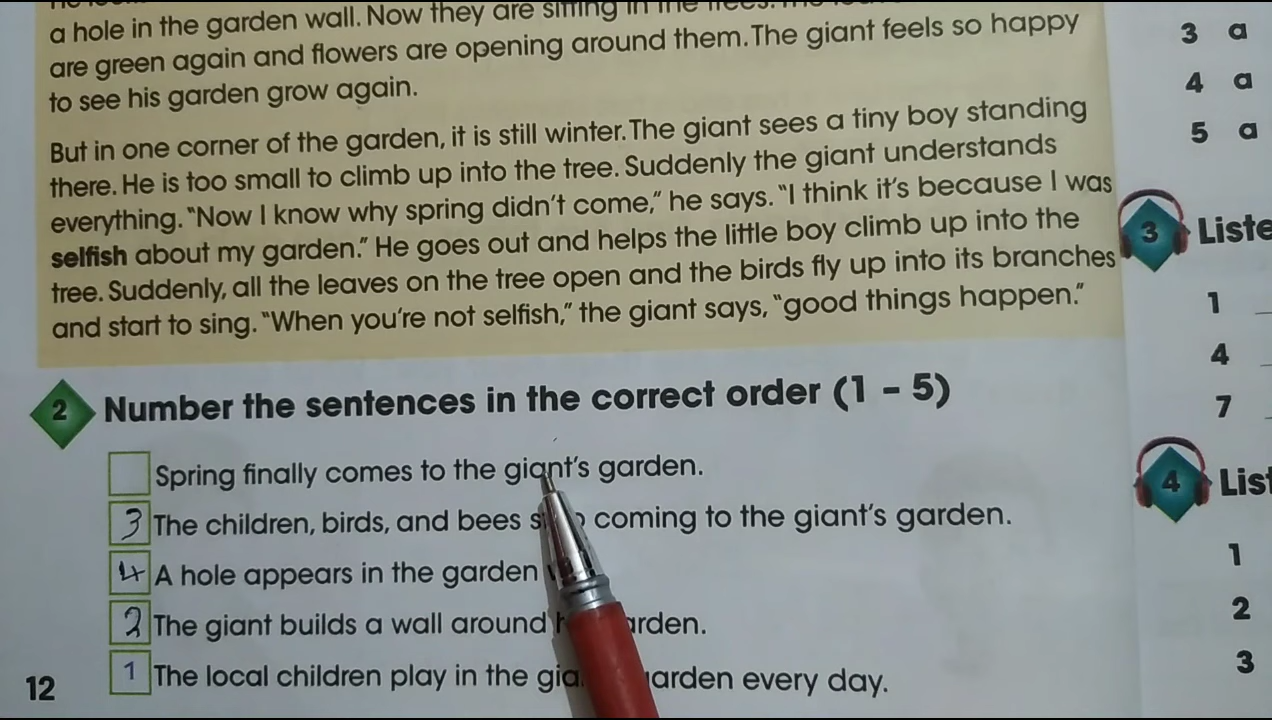 a hole in the garden wall. Now they are sitting in the trees.
are green again and flowers are opening around them. The giant feels so happy
to see his garden grow again.
But in one corner of the garden, it is still winter. The giant sees a tiny boy standing
there. He is too small to climb up into the tree. Suddenly the giant understands
everything. "Now I know why spring didn't come," he says. "I think it's because I was
selfish about my garden." He goes out and helps the little boy climb up into the
tree. Suddenly, all the leaves on the tree open and the birds fly up into its branches
and start to sing. "When you're not selfish," the giant says, "good things happen."
2 Number the sentences in the correct order (1 - 5)
Spring finally comes to the giant's garden.
3 The children, birds, and bees coming to the giant's garden.
4 A hole appears in the garden
2 The giant builds a wall around garden.
1 The local children play in the garden every day.
12
3 a
4 a
5 a
3 Liste
1
4
7
4 List
1
2
3